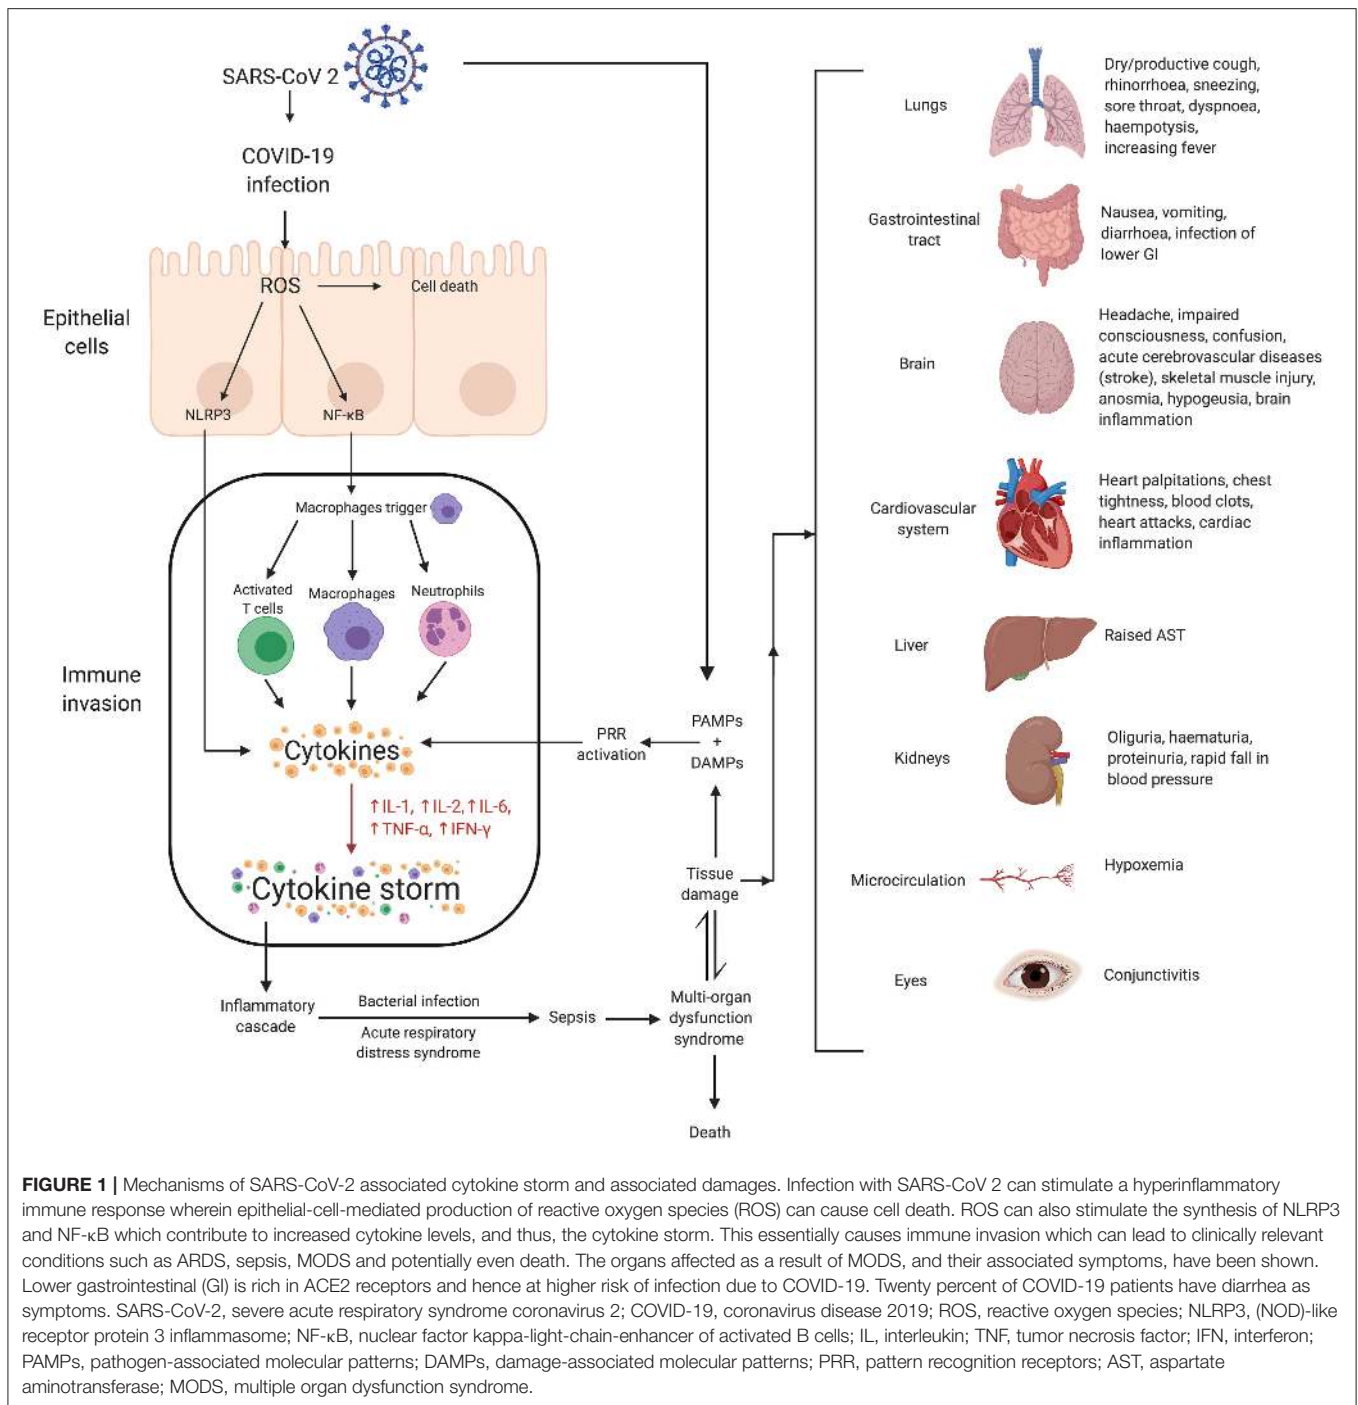 SARS-CoV 2
COVID-19
infection
Epithelial
cells
ROS
Cell death
NLRP3
NF-κB
Macrophages trigger
Activated
T cells
Macrophages
Neutrophils
Immune
invasion
Cytokines
↑IL-1, ↑IL-2,↑IL-6,
↑TNF-α, ↑IFN-γ
Cytokine storm
Inflammatory
cascade
Bacterial infection
Acute respiratory
distress syndrome
Sepsis
Multi-organ
dysfunction
syndrome
Death
Tissue
damage
PAMPs
+
DAMPs
PRR
activation
Lungs
Dry/productive cough,
rhinorrhoea, sneezing,
sore throat, dyspnoea,
haempotysis,
increasing fever
Gastrointestinal
tract
Nausea, vomiting,
diarrhoea, infection of
lower GI
Brain
Headache, impaired
consciousness, confusion,
acute cerebrovascular diseases
(stroke), skeletal muscle injury,
anosmia, hypogeusia, brain
inflammation
Cardiovascular
system
Heart palpitations, chest
tightness, blood clots,
heart attacks, cardiac
inflammation
Liver
Raised AST
Kidneys
Oliguria, haematuria,
proteinuria, rapid fall in
blood pressure
Microcirculation
Hypoxemia
Eyes
Conjunctivitis
FIGURE 1 | Mechanisms of SARS-CoV-2 associated cytokine storm and associated damages. Infection with SARS-CoV 2 can stimulate a hyperinflammatory
immune response wherein epithelial-cell-mediated production of reactive oxygen species (ROS) can cause cell death. ROS can also stimulate the synthesis of NLRP3
and NF-κB which contribute to increased cytokine levels, and thus, the cytokine storm. This essentially causes immune invasion which can lead to clinically relevant
conditions such as ARDS, sepsis, MODS and potentially even death. The organs affected as a result of MODS, and their associated symptoms, have been shown.
Lower gastrointestinal (GI) is rich in ACE2 receptors and hence at higher risk of infection due to COVID-19. Twenty percent of COVID-19 patients have diarrhea as
symptoms. SARS-CoV-2, severe acute respiratory syndrome coronavirus 2; COVID-19, coronavirus disease 2019; ROS, reactive oxygen species; NLRP3, (NOD)-like
receptor protein 3 inflammasome; NF-κB, nuclear factor kappa-light-chain-enhancer of activated B cells; IL, interleukin; TNF, tumor necrosis factor; IFN, interferon;
PAMPs, pathogen-associated molecular patterns; DAMPs, damage-associated molecular patterns; PRR, pattern recognition receptors; AST, aspartate
aminotransferase; MODS, multiple organ dysfunction syndrome.